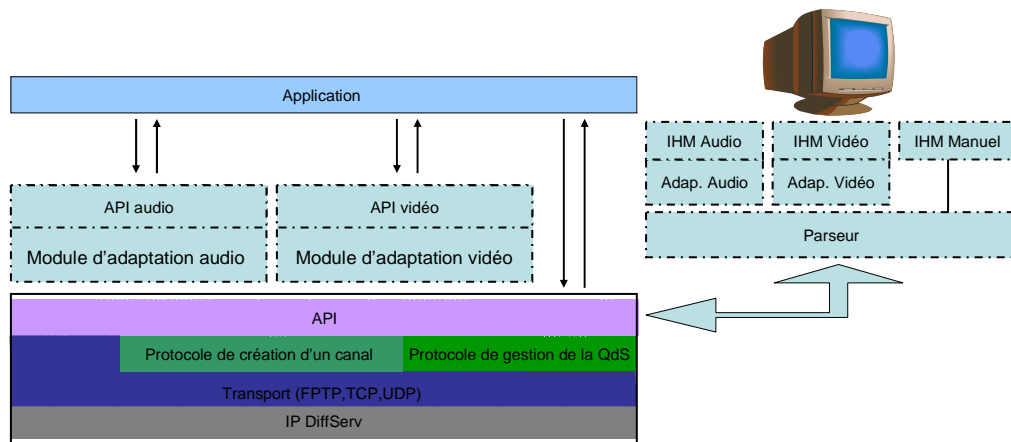 Application
IHM Audio
IHM Vidéo
IHM Manuel
Adap. Audio
Adap. Vidéo
API audio
API vidéo
Parseur
Module d’adaptation audio
Module d’adaptation vidéo
API
Protocole de création d’un canal
Protocole de gestion de la QdS
Transport (FPTP,TCP,UDP)
IP DiffServ